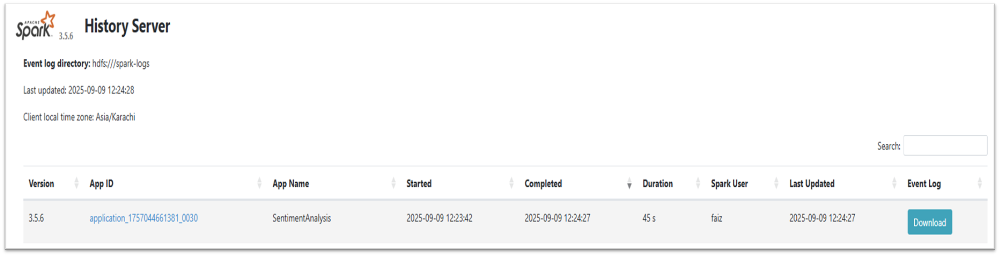 APACHE
Spark 3.5.6 History Server
Event log directory: hdfs:///spark-logs
Last updated: 2025-09-09 12:24:28
Client local time zone: Asia/Karachi
Search:
Version App ID App Name Started Completed Duration Spark User Last Updated Event Log
3.5.6 application_1757044661381_0030 SentimentAnalysis 2025-09-09 12:23:42 2025-09-09 12:24:27 45 s faiz 2025-09-09 12:24:27 Download